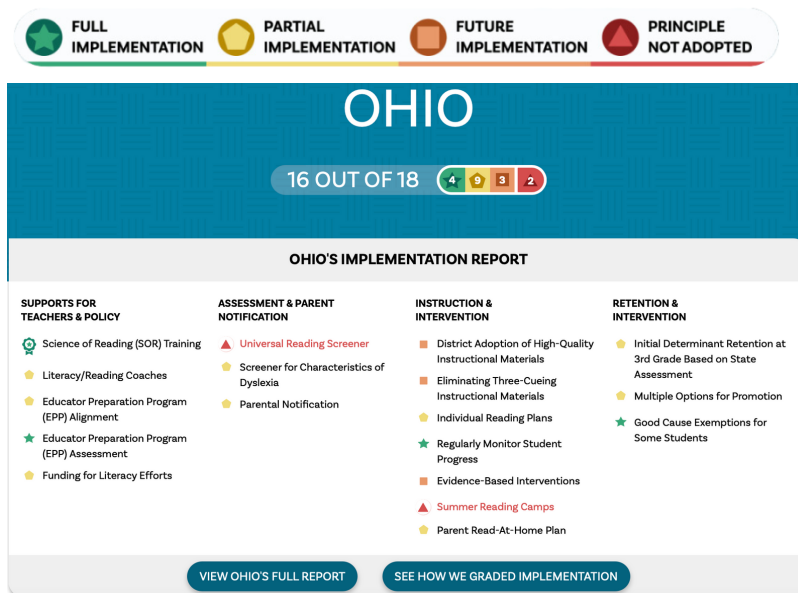 FULL
IMPLEMENTATION
PARTIAL
IMPLEMENTATION
FUTURE
IMPLEMENTATION
PRINCIPLE
NOT ADOPTED
OHIO
16 OUT OF 18
4 9 3 2
OHIO'S IMPLEMENTATION REPORT
SUPPORTS FOR
TEACHERS & POLICY
Science of Reading (SOR) Training
Literacy/Reading Coaches
Educator Preparation Program
(EPP) Alignment
Educator Preparation Program
(EPP) Assessment
Funding for Literacy Efforts
ASSESSMENT & PARENT
NOTIFICATION
Universal Reading Screener
Screener for Characteristics of
Dyslexia
Parental Notification
INSTRUCTION &
INTERVENTION
District Adoption of High-Quality
Instructional Materials
Eliminating Three-Cueing
Instructional Materials
Individual Reading Plans
Regularly Monitor Student
Progress
Evidence-Based Interventions
Summer Reading Camps
Parent Read-At-Home Plan
RETENTION &
INTERVENTION
Initial Determinant Retention at
3rd Grade Based on State
Assessment
Multiple Options for Promotion
Good Cause Exemptions for
Some Students
VIEW OHIO'S FULL REPORT
SEE HOW WE GRADED IMPLEMENTATION